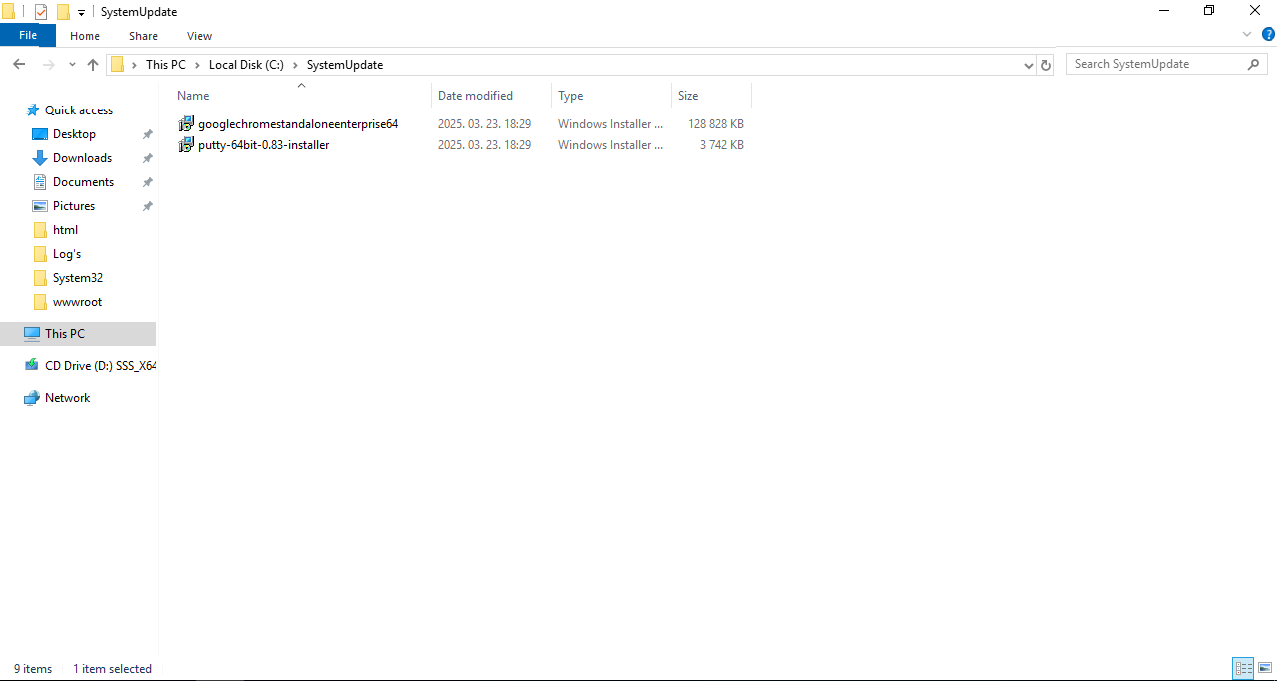 SystemUpdate
File Home Share View
This PC Local Disk (C:) SystemUpdate Search SystemUpdate
Name Date modified Type Size
Quick access
googlechromestandaloneenterprise64 2025. 03. 23. 18:29 Windows Installer ... 128 828 KB
Desktop
putty-64bit-0.83-installer 2025. 03. 23. 18:29 Windows Installer ... 3 742 KB
Downloads
Documents
Pictures
html
Log's
System32
wwwroot
This PC
CD Drive (D:) SSS_X64
Network
9 items 1 item selected